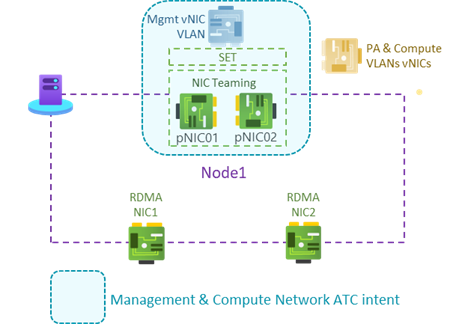 Mgmt vNIC
VLAN
SET
NIC Teaming
pNIC01
pNIC02
PA & Compute
VLANs vNICs
Node1
RDMA
NIC1
RDMA
NIC2
Management & Compute Network ATC intent